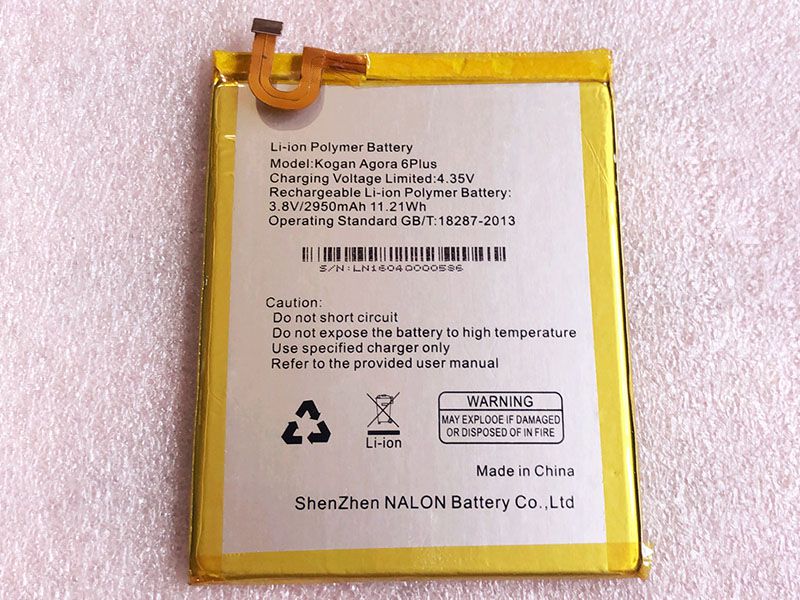 Li-ion Polymer Battery
Model:Kogan Agora 6Plus
Charging Voltage Limited:4.35V
Rechargeable Li-ion Polymer Battery:
3.8V/2950mAh 11.21Wh
Operating Standard GB/T:18287-2013
S/N:LN16040000586
Caution:
Do not short circuit
Do not expose the battery to high temperature
Use specified charger only
Refer to the provided user manual
Li-ion
WARNING
MAY EXPLOOE IF DAMAGED
OR DISPOSED OF IN FIRE
Made in China
ShenZhen NALON Battery Co.,Ltd